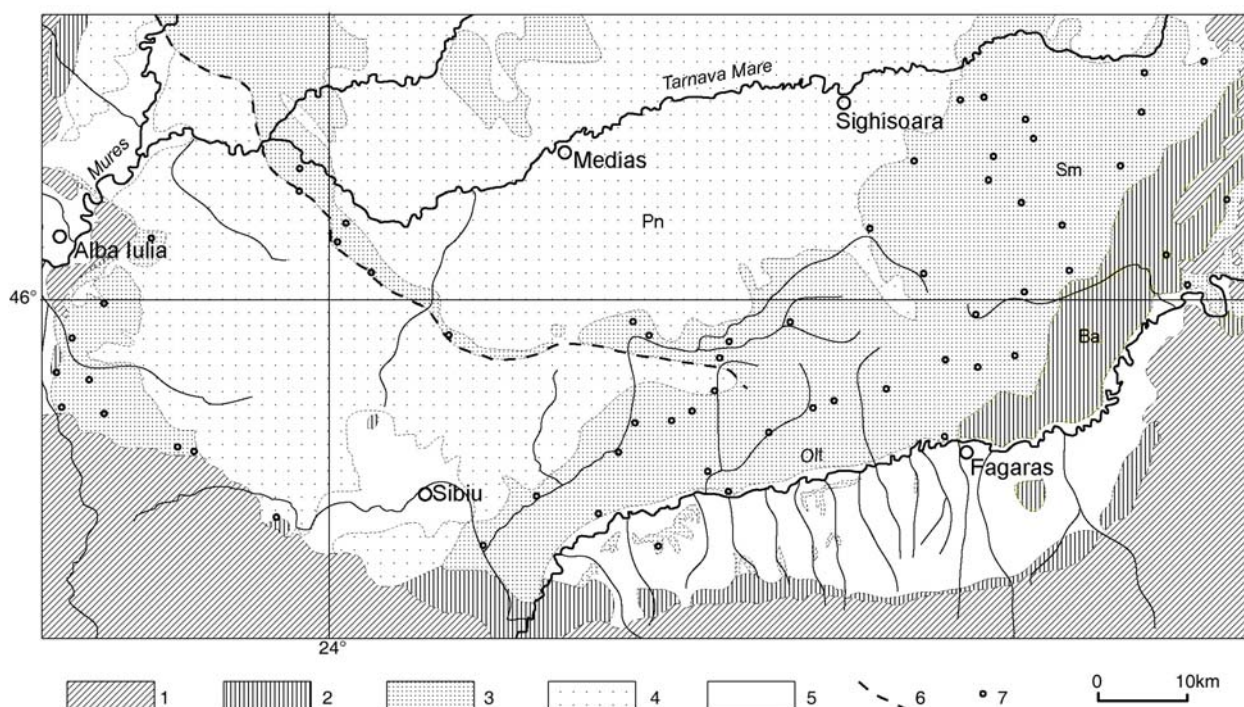 Tarnava Mare
Sighisoara
Mures
Medias
Sm
Pn
Alba Iulia
46°
Ba
Olt
Fagaras
Sibiu
24°
1 2 3 4 5 6 7 0 10km